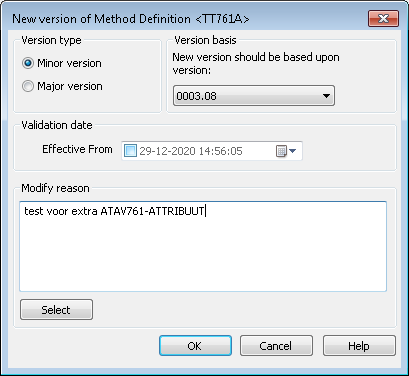 New version of Method Definition <TT761A>
Version type
Minor version
Major version
Version basis
New version should be based upon
version:
0003.08
Validation date
Effective From
29-12-2020 14:56:05
Modify reason
test voor extra ATAV761-ATTRIBUUT
Select
OK
Cancel
Help